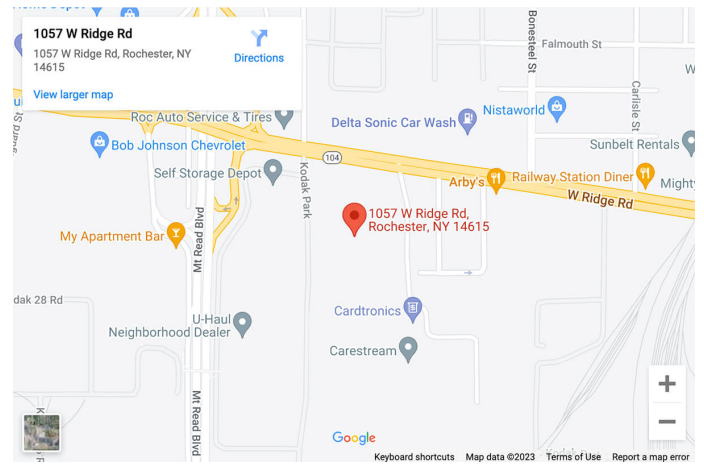 1057 W Ridge Rd
1057 W Ridge Rd, Rochester, NY
14615
Directions
View larger map
Bonesteel St
Falmouth St
Carlisle St
Roc Auto Service & Tires
Delta Sonic Car Wash
Nistaworld
Bob Johnson Chevrolet
104
Sunbelt Rentals
Self Storage Depot
Kodak Park
Arby's
Railway Station Diner
W Ridge Rd
Mt Read Blvd
1057 W Ridge Rd,
Rochester, NY 14615
My Apartment Bar
dak 28 Rd
U-Haul
Neighborhood Dealer
Cardtronics
Carestream
Mt Read Blvd
+
−
Google
Keyboard shortcuts Map data ©2023 Terms of Use Report a map error